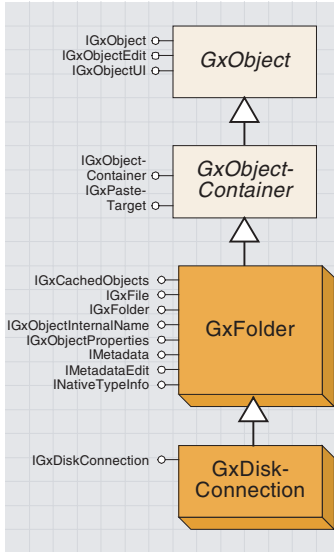 IGxObject
IGxObjectEdit
IGxObjectUI
GxObject
IGxObject-
Container
IGxPaste-
Target
GxObject-
Container
IGxCachedObjects
IGxFile
IGxFolder
IGxObjectInternalName
IGxObjectProperties
IMetadata
IMetadataEdit
INativeTypeInfo
GxFolder
IGxDiskConnection
GxDisk-
Connection